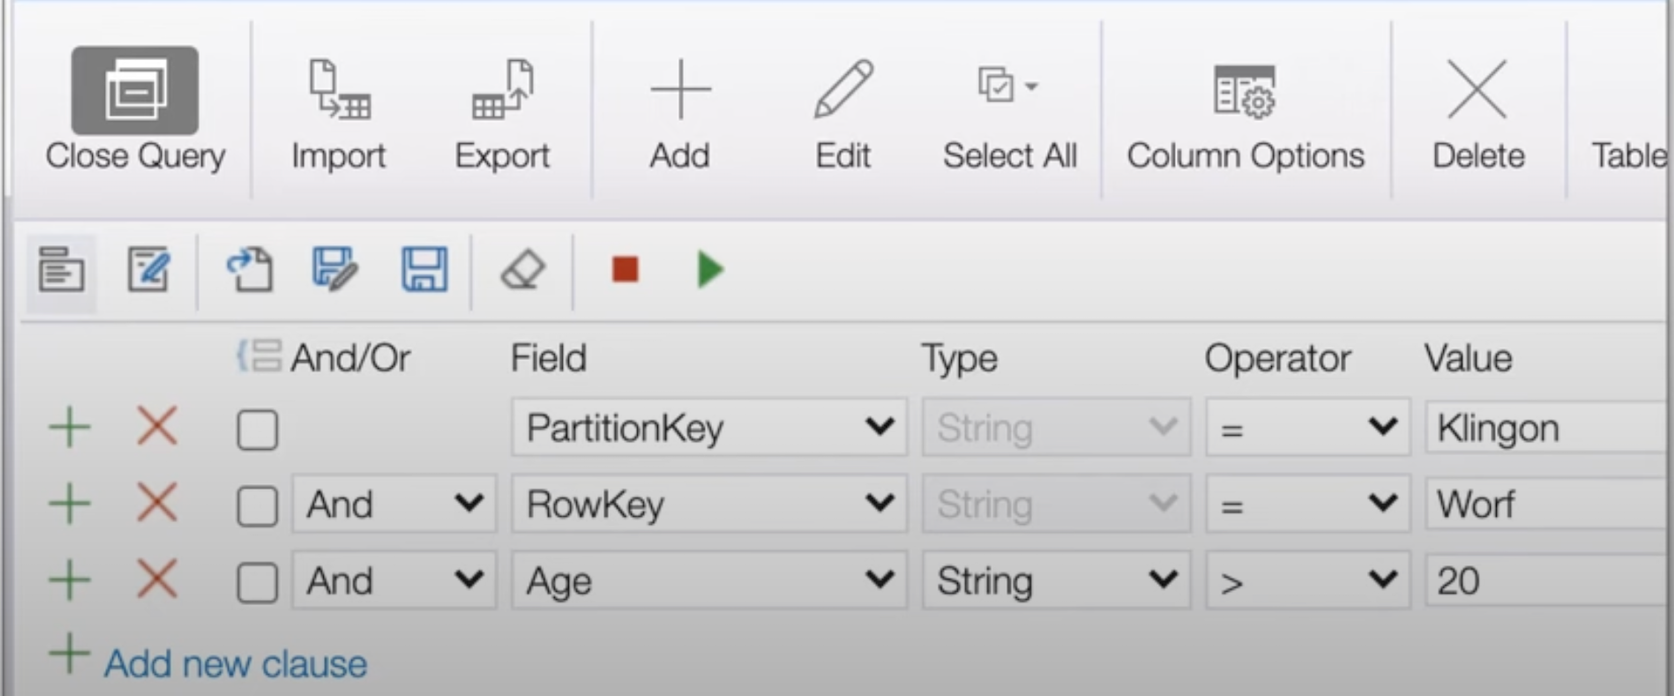 Close Query Import Export Add Edit Select All Column Options Delete Table
And/Or Field Type Operator Value
PartitionKey String = Klingon
And RowKey String = Worf
And Age String > 20
Add new clause